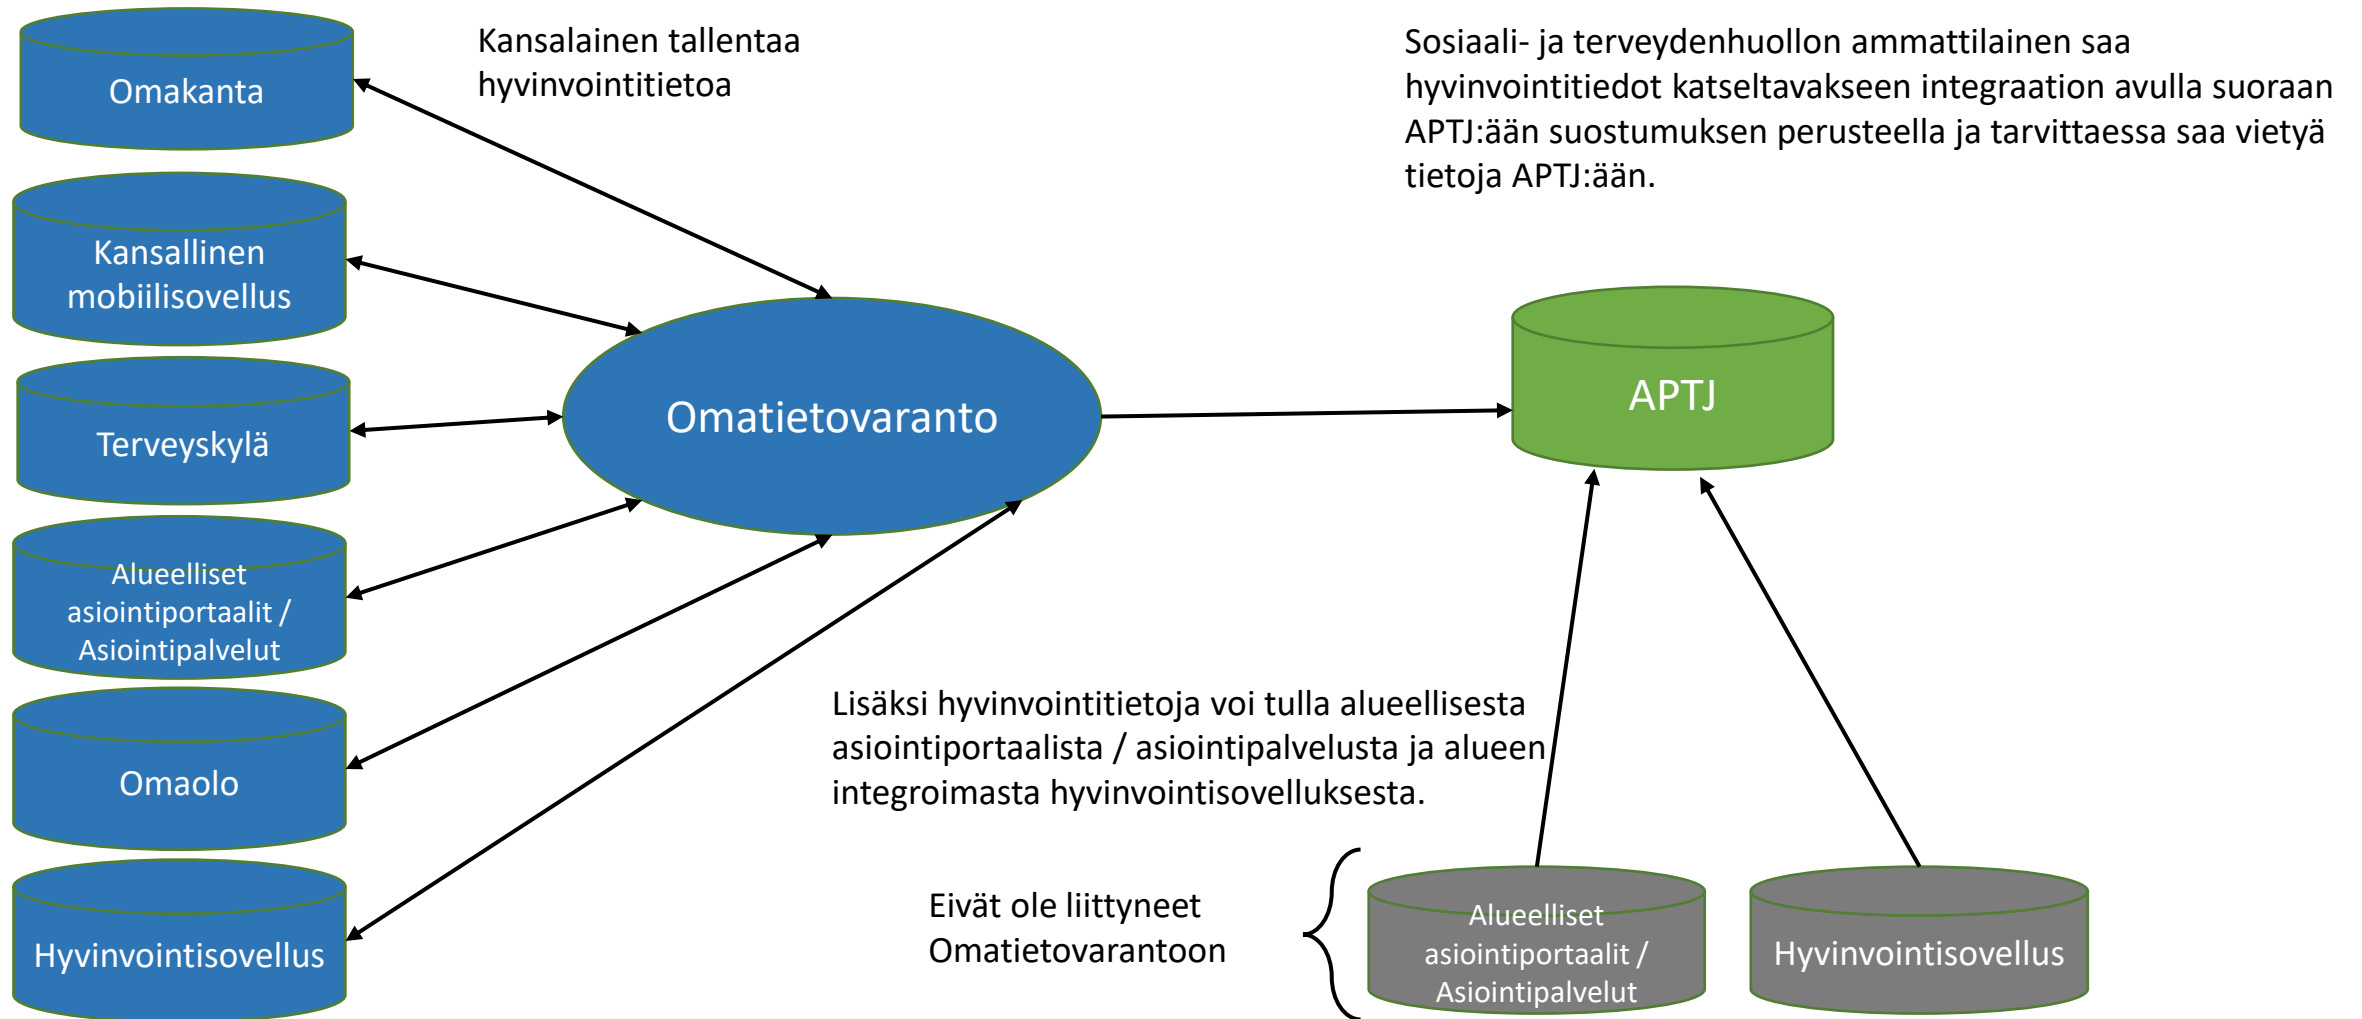 Omakanta
Kansalainen tallentaa
hyvinvointitietoa
Sosiaali- ja terveydenhuollon ammattilainen saa
hyvinvointitiedot katseltavakseen integraation avulla suoraan
APTJ:ään suostumuksen perusteella ja tarvittaessa saa vietyä
tietoja APTJ:ään.
Kansallinen
mobiilisovellus
Terveyskylä
Omatietovaranto
APTJ
Alueelliset
asiointiportaalit /
Asiointipalvelut
Omaolo
Hyvinvointisovellus
Lisäksi hyvinvointitietoja voi tulla alueellisesta
asiointiportaalista / asiointipalvelusta ja alueen
integroimasta hyvinvointisovelluksesta.
Eivät ole liittyneet
Omatietovarantoon
Alueelliset
asiointiportaalit /
Asiointipalvelut
Hyvinvointisovellus